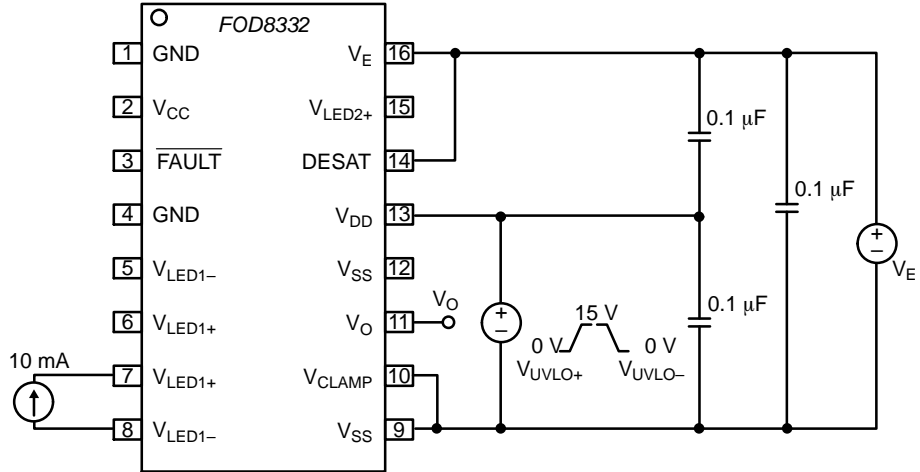 FOD8332
1 GND
VE 16
2 VCC
VLED2+ 15
3 FAULT
DESAT 14
4 GND
VDD 13
5 VLED1–
VSS 12
6 VLED1+
VO 11
7 VLED1+
VCLAMP 10
8 VLED1–
VSS 9
10 mA
VO
+
–
0 V
15 V
0 V
VUVLO+
VUVLO–
0.1 μF
0.1 μF
0.1 μF
+
–
VE